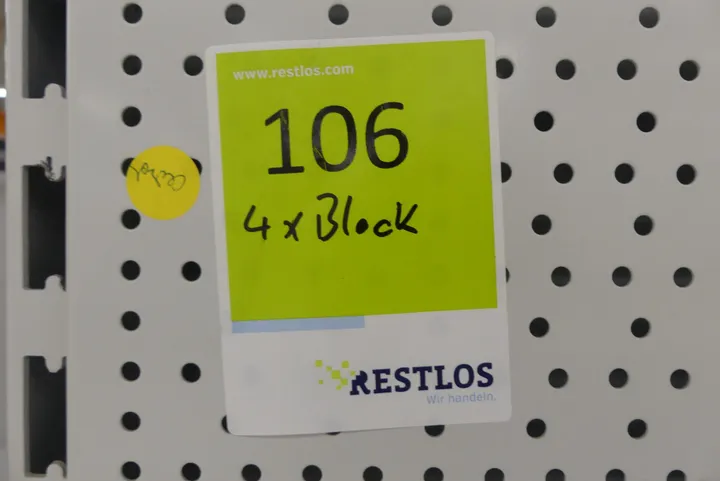 www.restlos.com
106
4 x Block
RESTLOS
Wir handeln.